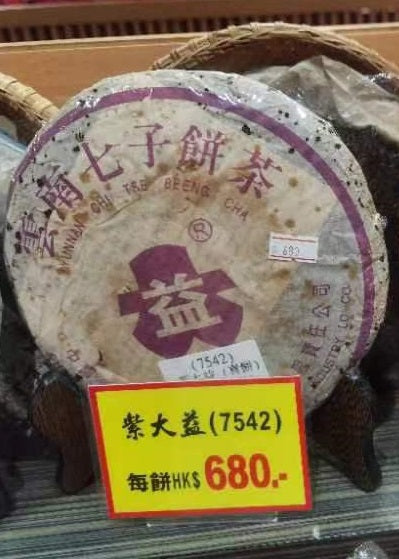 雲南七子餅茶
YUNNAN CHI TSE BEENG CHA
R
益
680
(7542)
紫大益(7542)
每餅HK$680.-